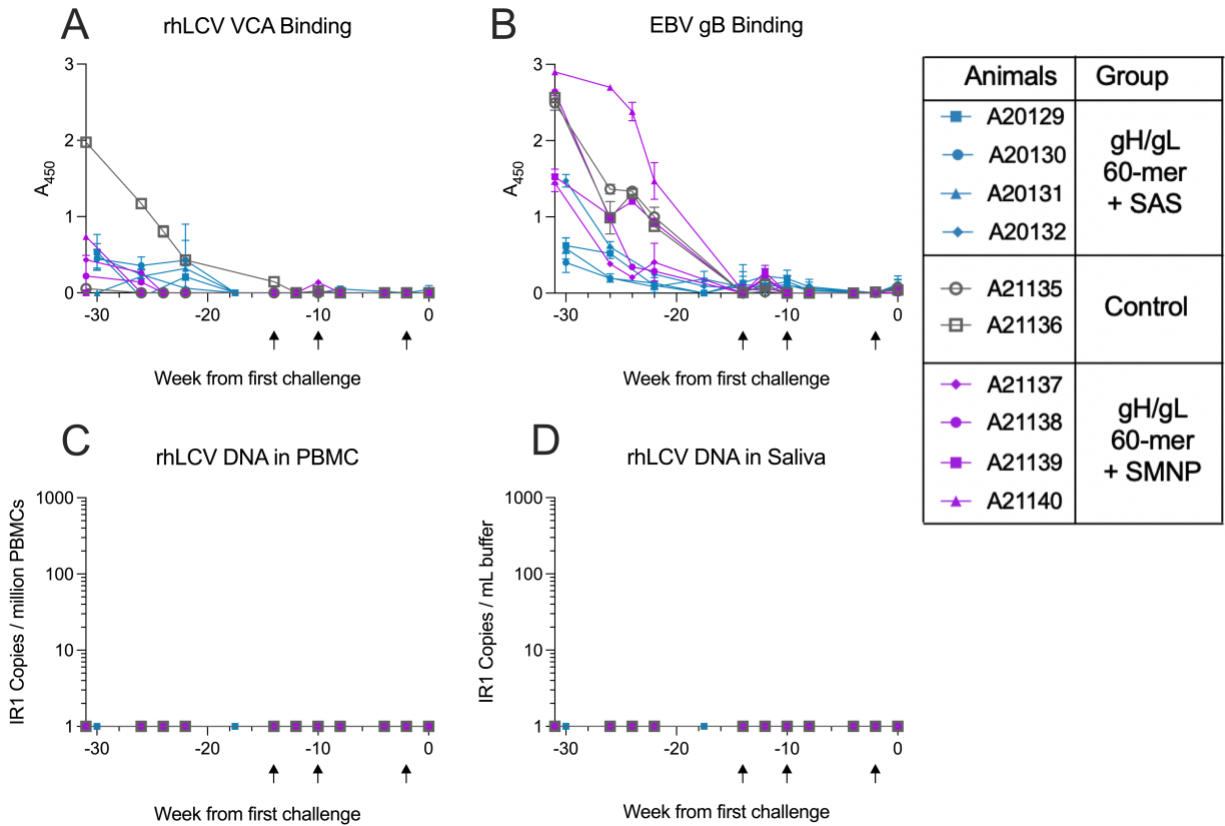 A
rhLCV VCA Binding
3
2
1
0
A450
-30
-20
-10
0
Week from first challenge
B
EBV gB Binding
3
2
1
0
A450
-30
-20
-10
0
Week from first challenge
Animals Group
A20129
A20130
A20131
A20132
gH/gL
60-mer
+ SAS
A21135
A21136
Control
A21137
A21138
A21139
A21140
gH/gL
60-mer
+ SMNP
C
rhLCV DNA in PBMC
1000
100
10
1
IR1 Copies / million PBMCs
-30
-20
-10
0
Week from first challenge
D
rhLCV DNA in Saliva
1000
100
10
1
IR1 Copies / mL buffer
-30
-20
-10
0
Week from first challenge